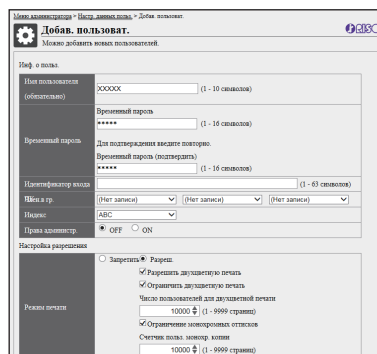 Меню администратора > Настр. данных польз. > Добав. пользоват.
Добав. пользоват.
RISO
Можно добавить новых пользователей.
Инф. о польз.
Имя пользователя (обязательно)
XXXXX (1 - 10 символов)
Временный пароль
Временный пароль
***** (1 - 16 символов)
Для подтверждения введите повторно.
Временный пароль (подтвердить)
***** (1 - 16 символов)
Идентификатор входа (1 - 63 символов)
Член гр. (Нет записи) (Нет записи) (Нет записи)
Индекс ABC
Права администр. OFF ON
Настройка разрешения
Режим печати
Запретить Разреш.
Разрешить двухцветную печать
Ограничить двухцветную печать
Число пользователей для двухцветной печати
10000 (1 - 9999 страниц)
Ограничение монохромных оттисков
Счетчик польз. монохр. копии
10000 (1 - 9999 страниц)